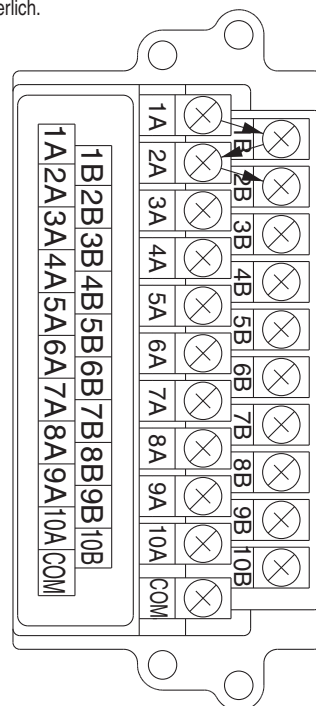 erlich.
1A 2A 3A 4A 5A 6A 7A 8A 9A 10A COM
1B 2B 3B 4B 5B 6B 7B 8B 9B 10B
1A
2A
3A
4A
5A
6A
7A
8A
9A
10A
COM
1B
2B
3B
4B
5B
6B
7B
8B
9B
10B